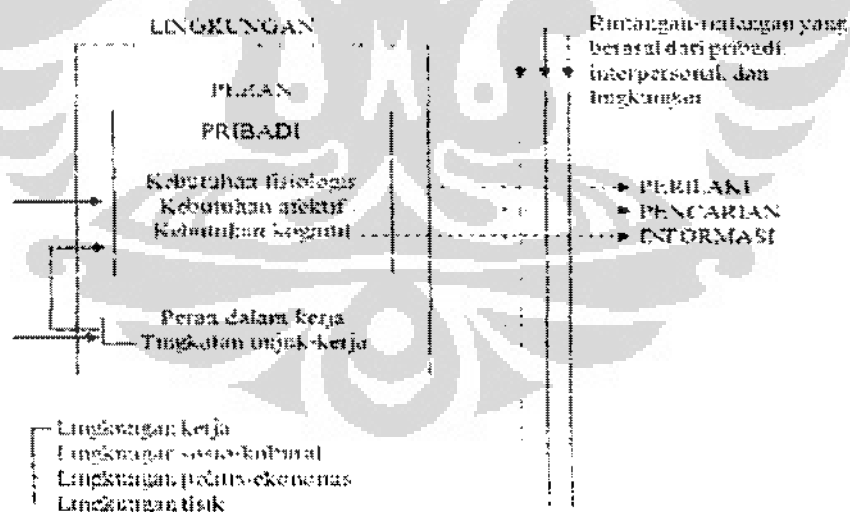 LINGKUNGAN
Rintangan-rintangan yang
berasal dari pribadi,
interpersonal, dan
lingkungan
PERAN
PRIBADI
Kebutuhan fisiologis
Kebutuhan afektif
Kebutuhan kognitif
PERILAKU
PENCARIAN
INFORMASI
Peran dalam kerja
Tingkatan unjuk-kerja
Lingkungan kerja
Lingkungan sosio-kultural
Lingkungan politis-ekonomis
Lingkungan fisik